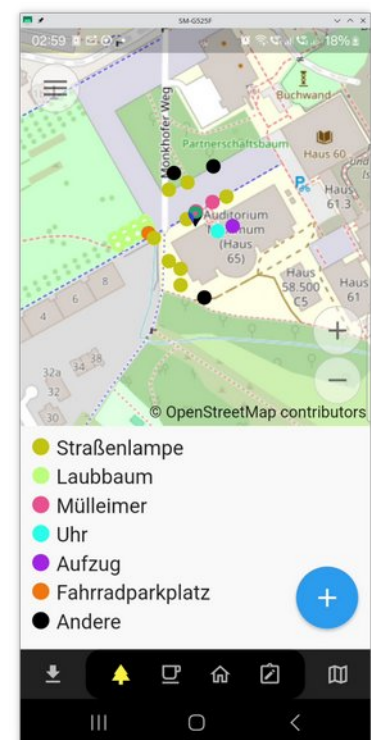 SM-G525F
02:59
18%
Buchwand
Mönkhofer Weg
Partnerschaftsbaum
Haus 60
Haus
61.3
Auditorium
(Haus
65)
Haus
58.500
C5
Haus
61
8
6
4
38
34
32a
32
30
© OpenStreetMap contributors
Straßenlampe
Laubbaum
Mülleimer
Uhr
Aufzug
Fahrradparkplatz
Andere